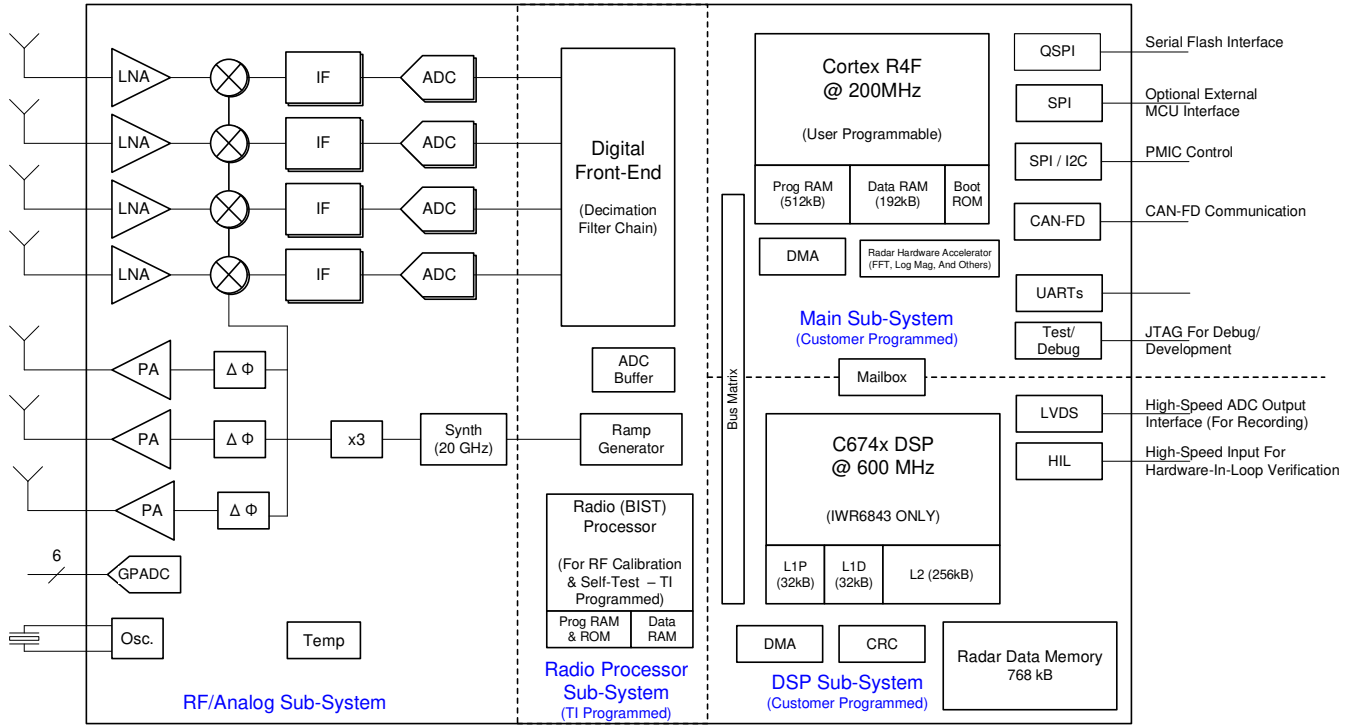 LNA
IF
ADC
LNA
IF
ADC
LNA
IF
ADC
LNA
IF
ADC
PA
Δ Φ
PA
Δ Φ
x3
Synth
(20 GHz)
PA
Δ Φ
6
GPADC
Osc.
Temp
RF/Analog Sub-System
Digital
Front-End
(Decimation
Filter Chain)
ADC
Buffer
Ramp
Generator
Radio (BIST)
Processor
(For RF Calibration
& Self-Test – TI
Programmed)
Prog RAM
& ROM
Data
RAM
Radio Processor
Sub-System
(TI Programmed)
Bus Matrix
Cortex R4F
@ 200MHz
(User Programmable)
Prog RAM
(512kB)
Data RAM
(192kB)
Boot
ROM
DMA
Radar Hardware Accelerator
(FFT, Log Mag, And Others)
Main Sub-System
(Customer Programmed)
Mailbox
C674x DSP
@ 600 MHz
(IWR6843 ONLY)
L1P
(32kB)
L1D
(32kB)
L2 (256kB)
DMA
CRC
DSP Sub-System
(Customer Programmed)
Radar Data Memory
768 kB
QSPI
Serial Flash Interface
SPI
Optional External
MCU Interface
SPI / I2C
PMIC Control
CAN-FD
CAN-FD Communication
UARTs
Test/
Debug
JTAG For Debug/
Development
LVDS
High-Speed ADC Output
Interface (For Recording)
HIL
High-Speed Input For
Hardware-In-Loop Verification